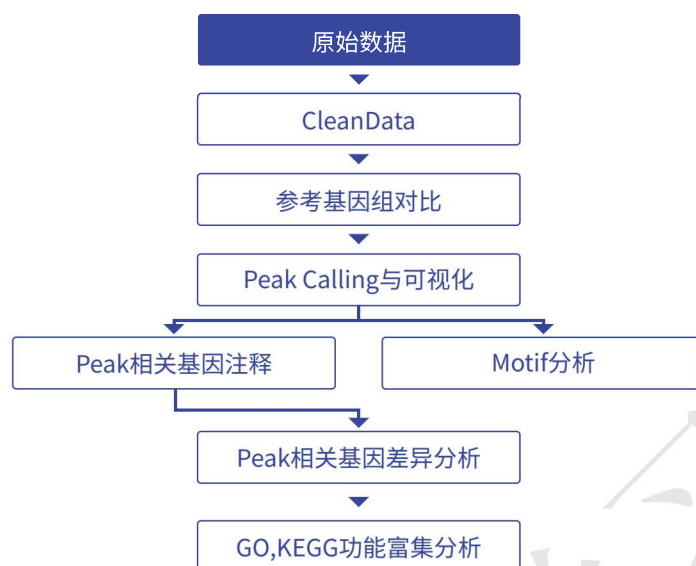 原始数据
CleanData
参考基因组对比
Peak Calling与可视化
Peak相关基因注释
Motif分析
Peak相关基因差异分析
GO,KEGG功能富集分析